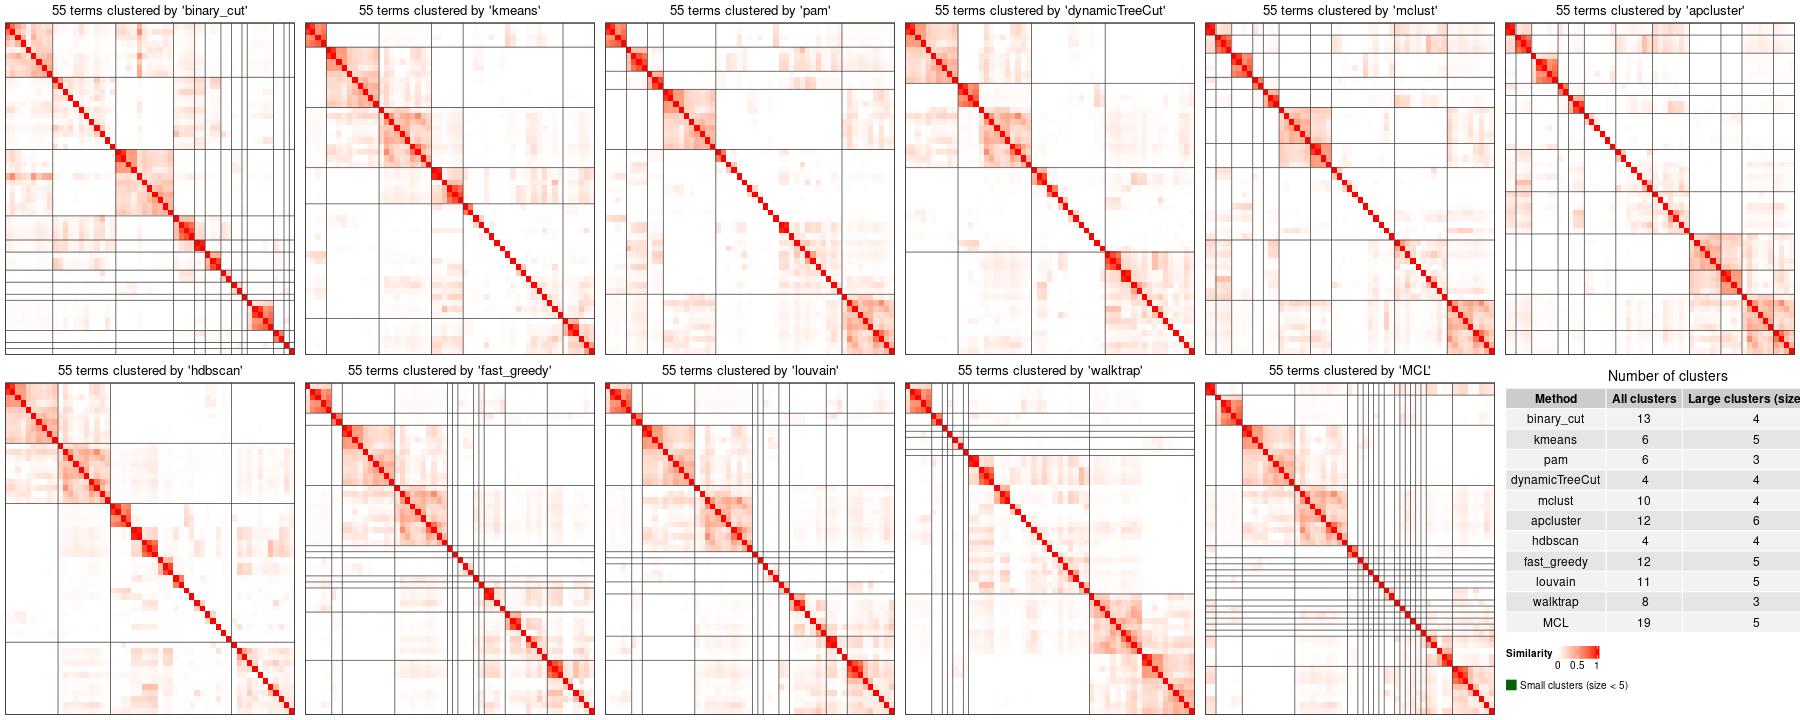 55 terms clustered by 'binary_cut'
55 terms clustered by 'kmeans'
55 terms clustered by 'pam'
55 terms clustered by 'dynamicTreeCut'
55 terms clustered by 'mclust'
55 terms clustered by 'apcluster'
55 terms clustered by 'hdbscan'
55 terms clustered by 'fast_greedy'
55 terms clustered by 'louvain'
55 terms clustered by 'walktrap'
55 terms clustered by 'MCL'
Number of clusters
Method All clusters Large clusters (size
binary_cut 13 4
kmeans 6 5
pam 6 3
dynamicTreeCut 4 4
mclust 10 4
apcluster 12 6
hdbscan 4 4
fast_greedy 12 5
louvain 11 5
walktrap 8 3
MCL 19 5
Similarity
0 0.5 1
Small clusters (size < 5)